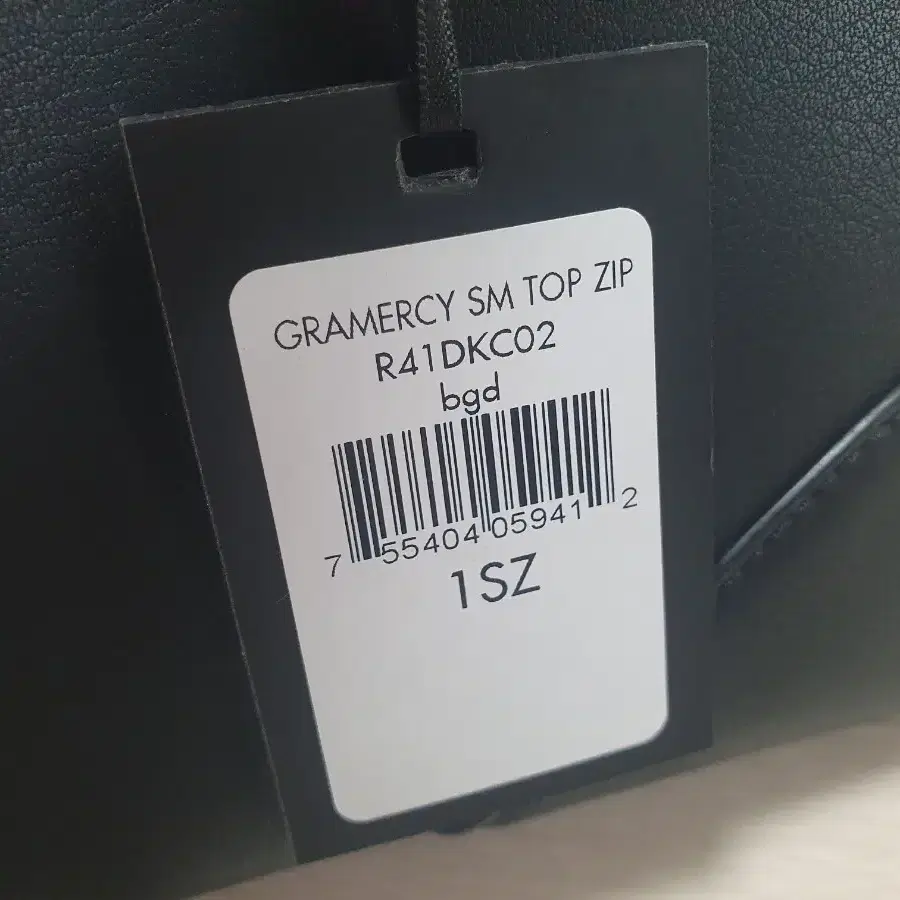 GRAMERCY SM TOP ZIP
R41DKC02
bgd
7 55404 05941 2
1SZ